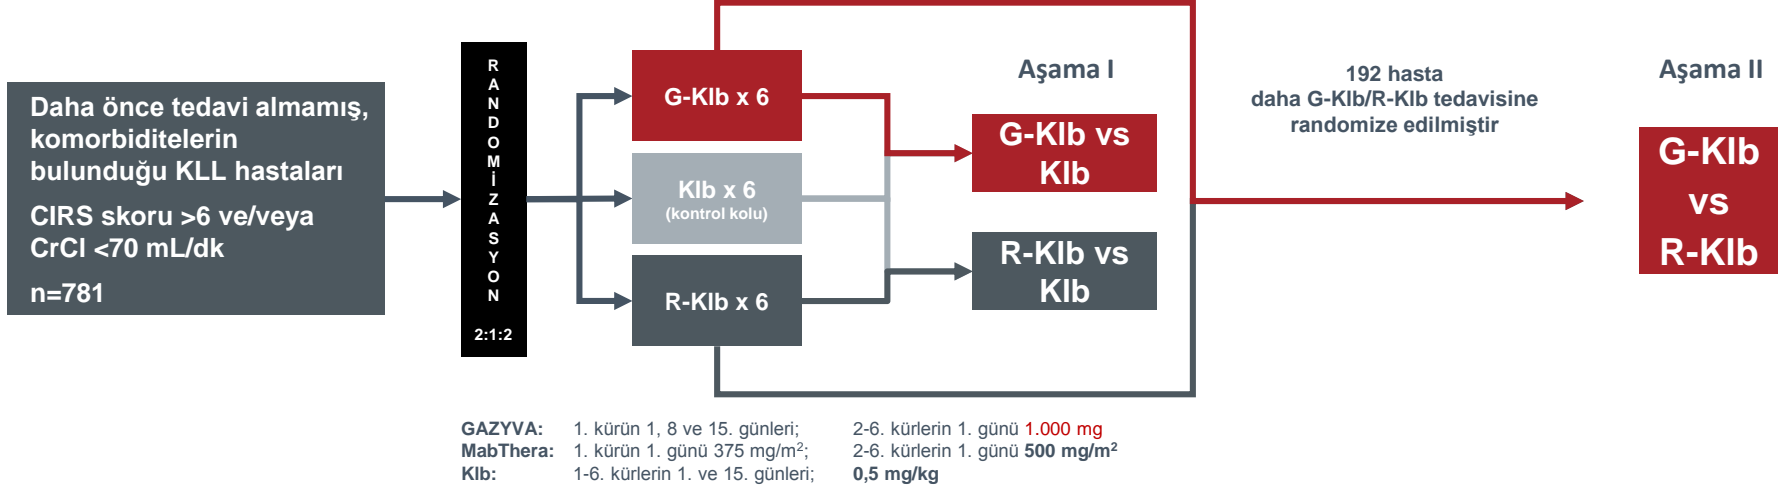 Daha önce tedavi almamış,
komorbiditelerin
bulunduğu KLL hastaları
CIRS skoru >6 ve/veya
CrCl <70 mL/dk
n=781
RANDOMİZASYON
2:1:2
G-Klb x 6
Klb x 6
(kontrol kolu)
R-Klb x 6
Aşama I
G-Klb vs
Klb
R-Klb vs
Klb
192 hasta
daha G-Klb/R-Klb tedavisine
randomize edilmiştir
Aşama II
G-Klb
vs
R-Klb
GAZYVA: 1. kürün 1, 8 ve 15. günleri; 2-6. kürlerin 1. günü 1.000 mg
MabThera: 1. kürün 1. günü 375 mg/m²; 2-6. kürlerin 1. günü 500 mg/m²
Klb: 1-6. kürlerin 1. ve 15. günleri; 0,5 mg/kg